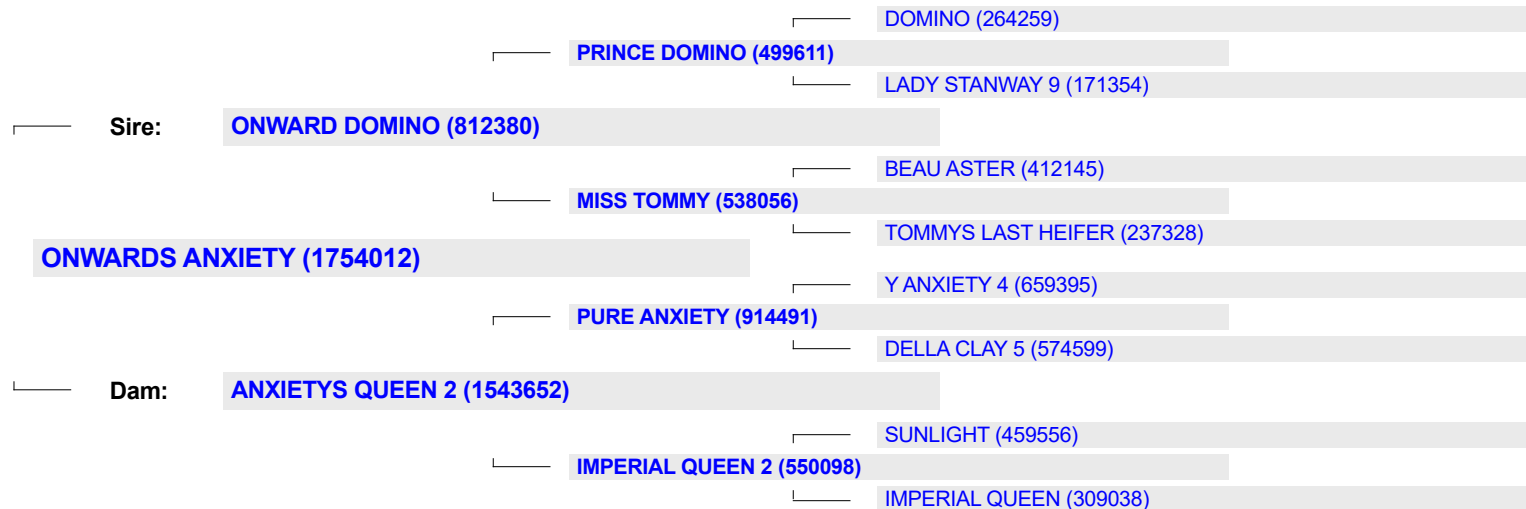 DOMINO (264259)
PRINCE DOMINO (499611)
LADY STANWAY 9 (171354)
Sire: ONWARD DOMINO (812380)
BEAU ASTER (412145)
MISS TOMMY (538056)
TOMMYS LAST HEIFER (237328)
ONWARDS ANXIETY (1754012)
Y ANXIETY 4 (659395)
PURE ANXIETY (914491)
DELLA CLAY 5 (574599)
Dam: ANXIETYS QUEEN 2 (1543652)
SUNLIGHT (459556)
IMPERIAL QUEEN 2 (550098)
IMPERIAL QUEEN (309038)